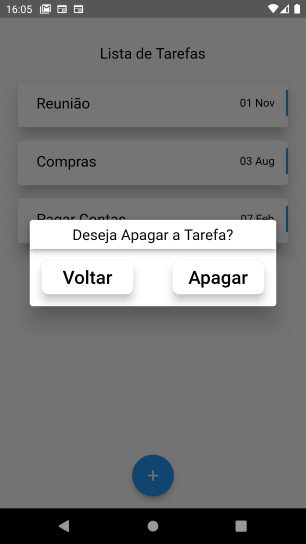 16:05
Lista de Tarefas
Reunião 01 Nov
Compras 03 Aug
Pagar Contas 07 Feb
Deseja Apagar a Tarefa?
Voltar Apagar
+